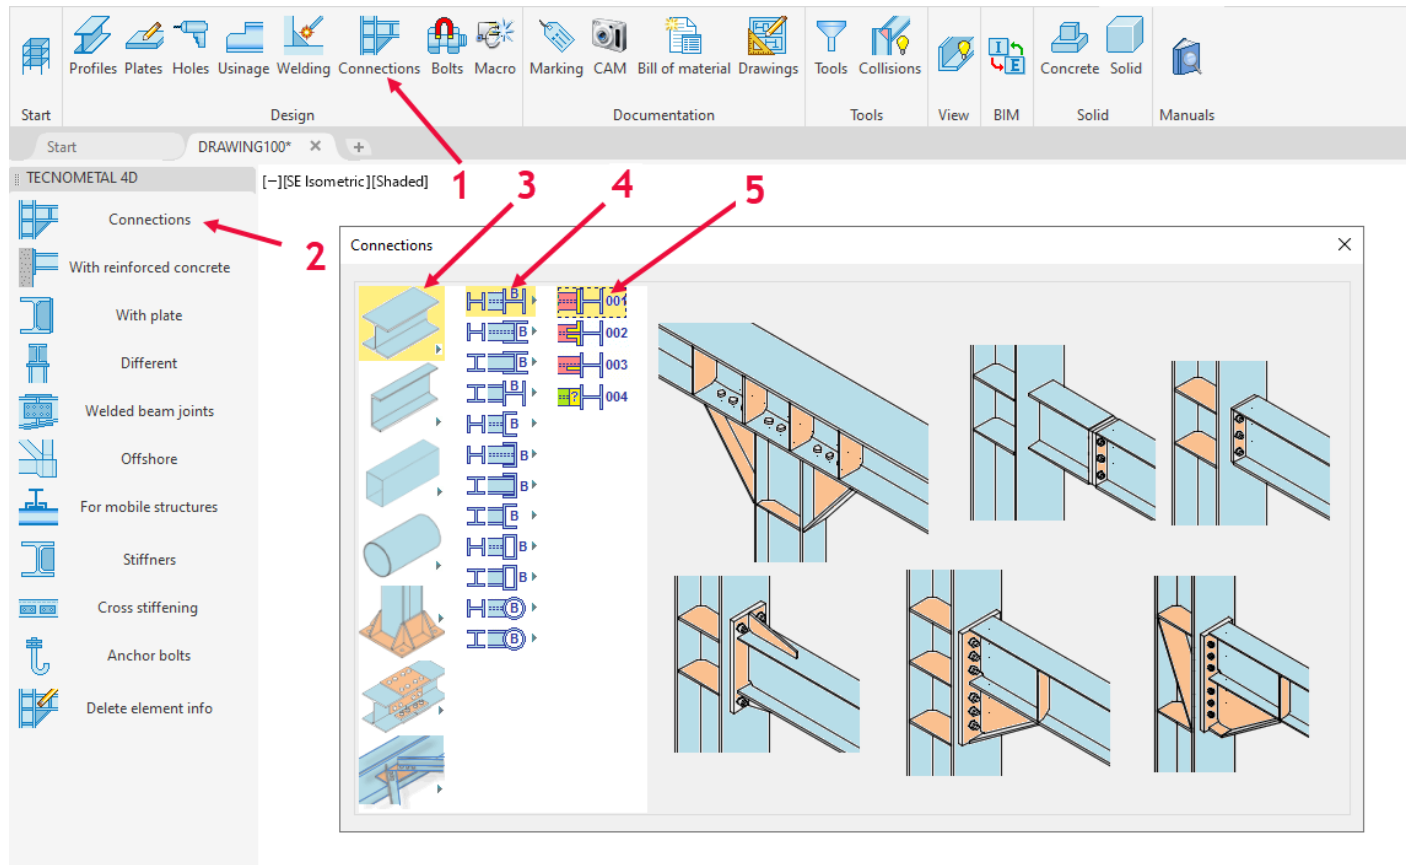 Profiles Plates Holes Usinage Welding Connections Bolts Macro Marking CAM Bill of material Drawings Tools Collisions Concrete Solid
Start Design Documentation Tools View BIM Solid Manuals
Start DRAWING100* × +
TECNOMETAL 4D
[−][SE Isometric][Shaded]
1
2
3
4
5
Connections
With reinforced concrete
With plate
Different
Welded beam joints
Offshore
For mobile structures
Stiffners
Cross stiffening
Anchor bolts
Delete element info
Connections
B
B
B
B
B
B
B
B
B
B
B
B
001
002
003
? 004
I
E